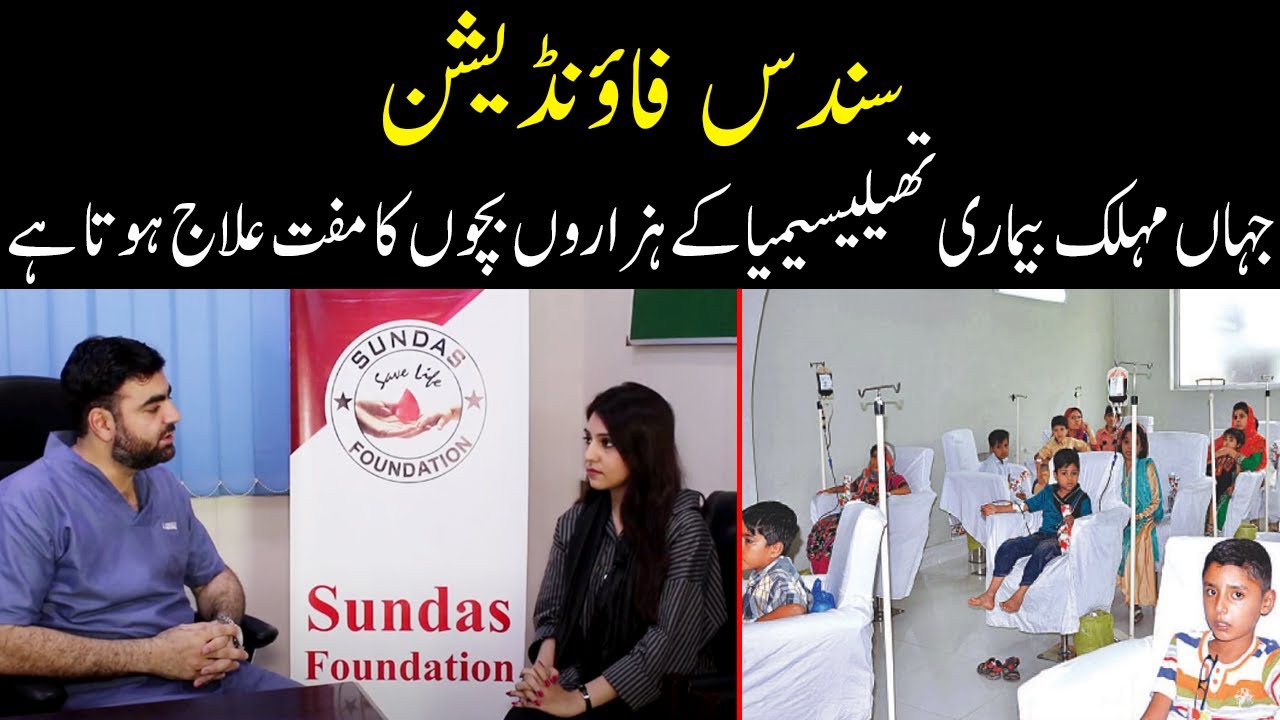 سندس فاؤنڈیشن
جہاں مہلک بیماری تھیلیسیمیا کے ہزاروں بچوں کا مفت علاج ہوتا ہے
SUNDAS
Save Life
FOUNDATION
Sundas
Foundation